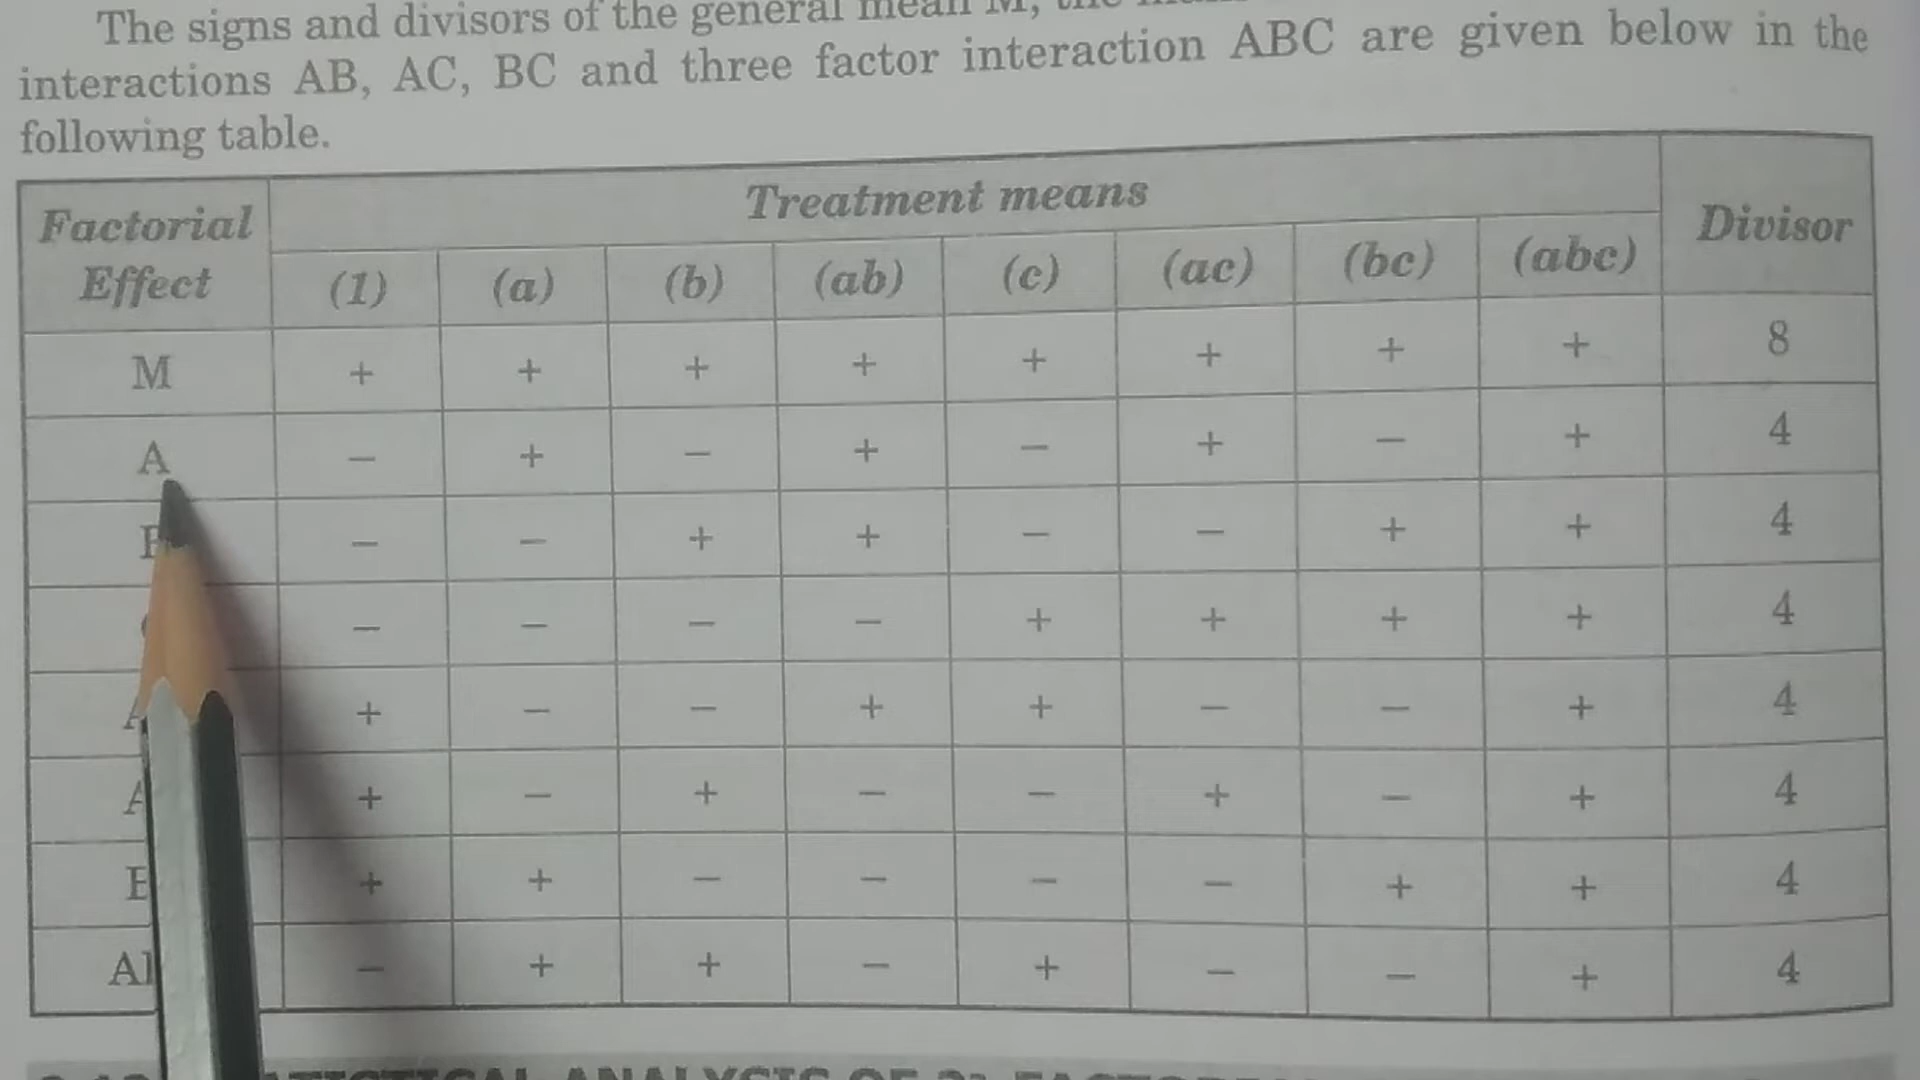 The signs and divisors of the general mean M, the
interactions AB, AC, BC and three factor interaction ABC are given below in the
following table.
Factorial Effect | Treatment means | Divisor
(1) (a) (b) (ab) (c) (ac) (bc) (abc)
M + + + + + + + + 8
A − + − + − + − + 4
− − + + − − + + 4
− − − − + + + + 4
+ − − + + − − + 4
+ − + − − + − + 4
+ + − − − − + + 4
− + + − + − − + 4